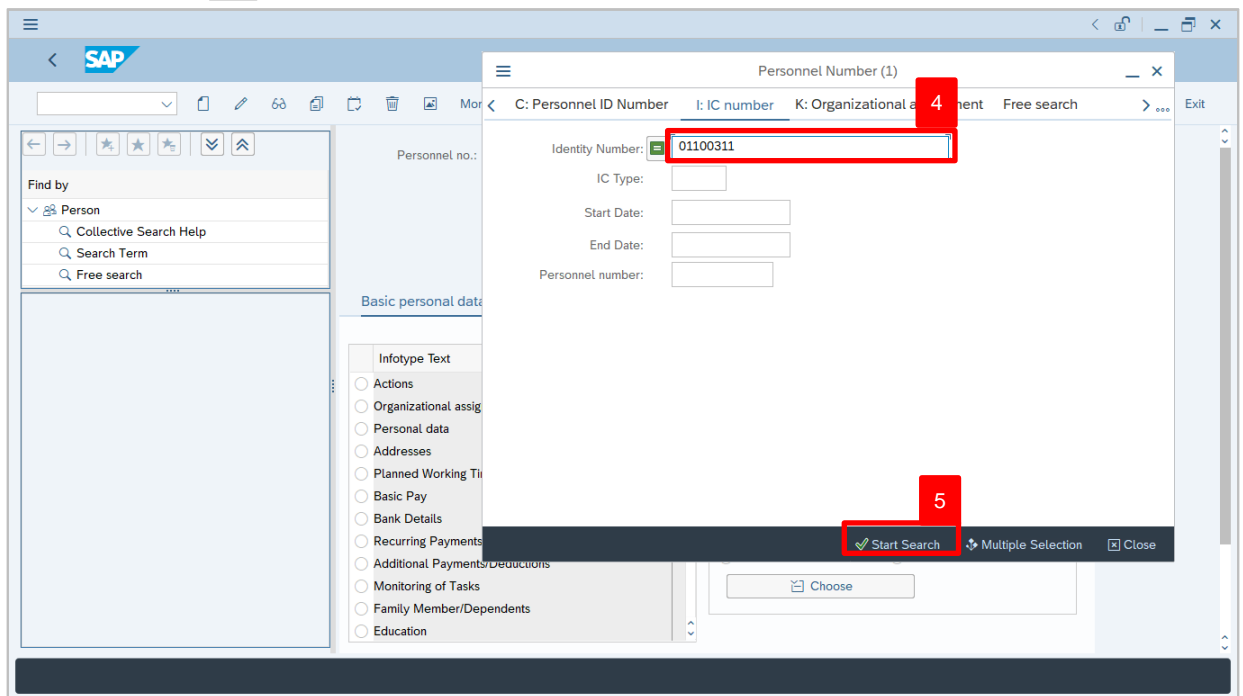 SAP
Personnel Number (1)
Mor
C: Personnel ID Number
I: IC number
K: Organizational a
ment
Free search
Exit
4
Personnel no.:
Identity Number:
01100311
IC Type:
Find by
Person
Start Date:
Collective Search Help
Search Term
End Date:
Free search
Personnel number:
Basic personal data
Infotype Text
Actions
Organizational assig
Personal data
Addresses
Planned Working Ti
Basic Pay
5
Bank Details
Recurring Payments
Start Search
Multiple Selection
Close
Additional Payments/Deductions
Monitoring of Tasks
Choose
Family Member/Dependents
Education